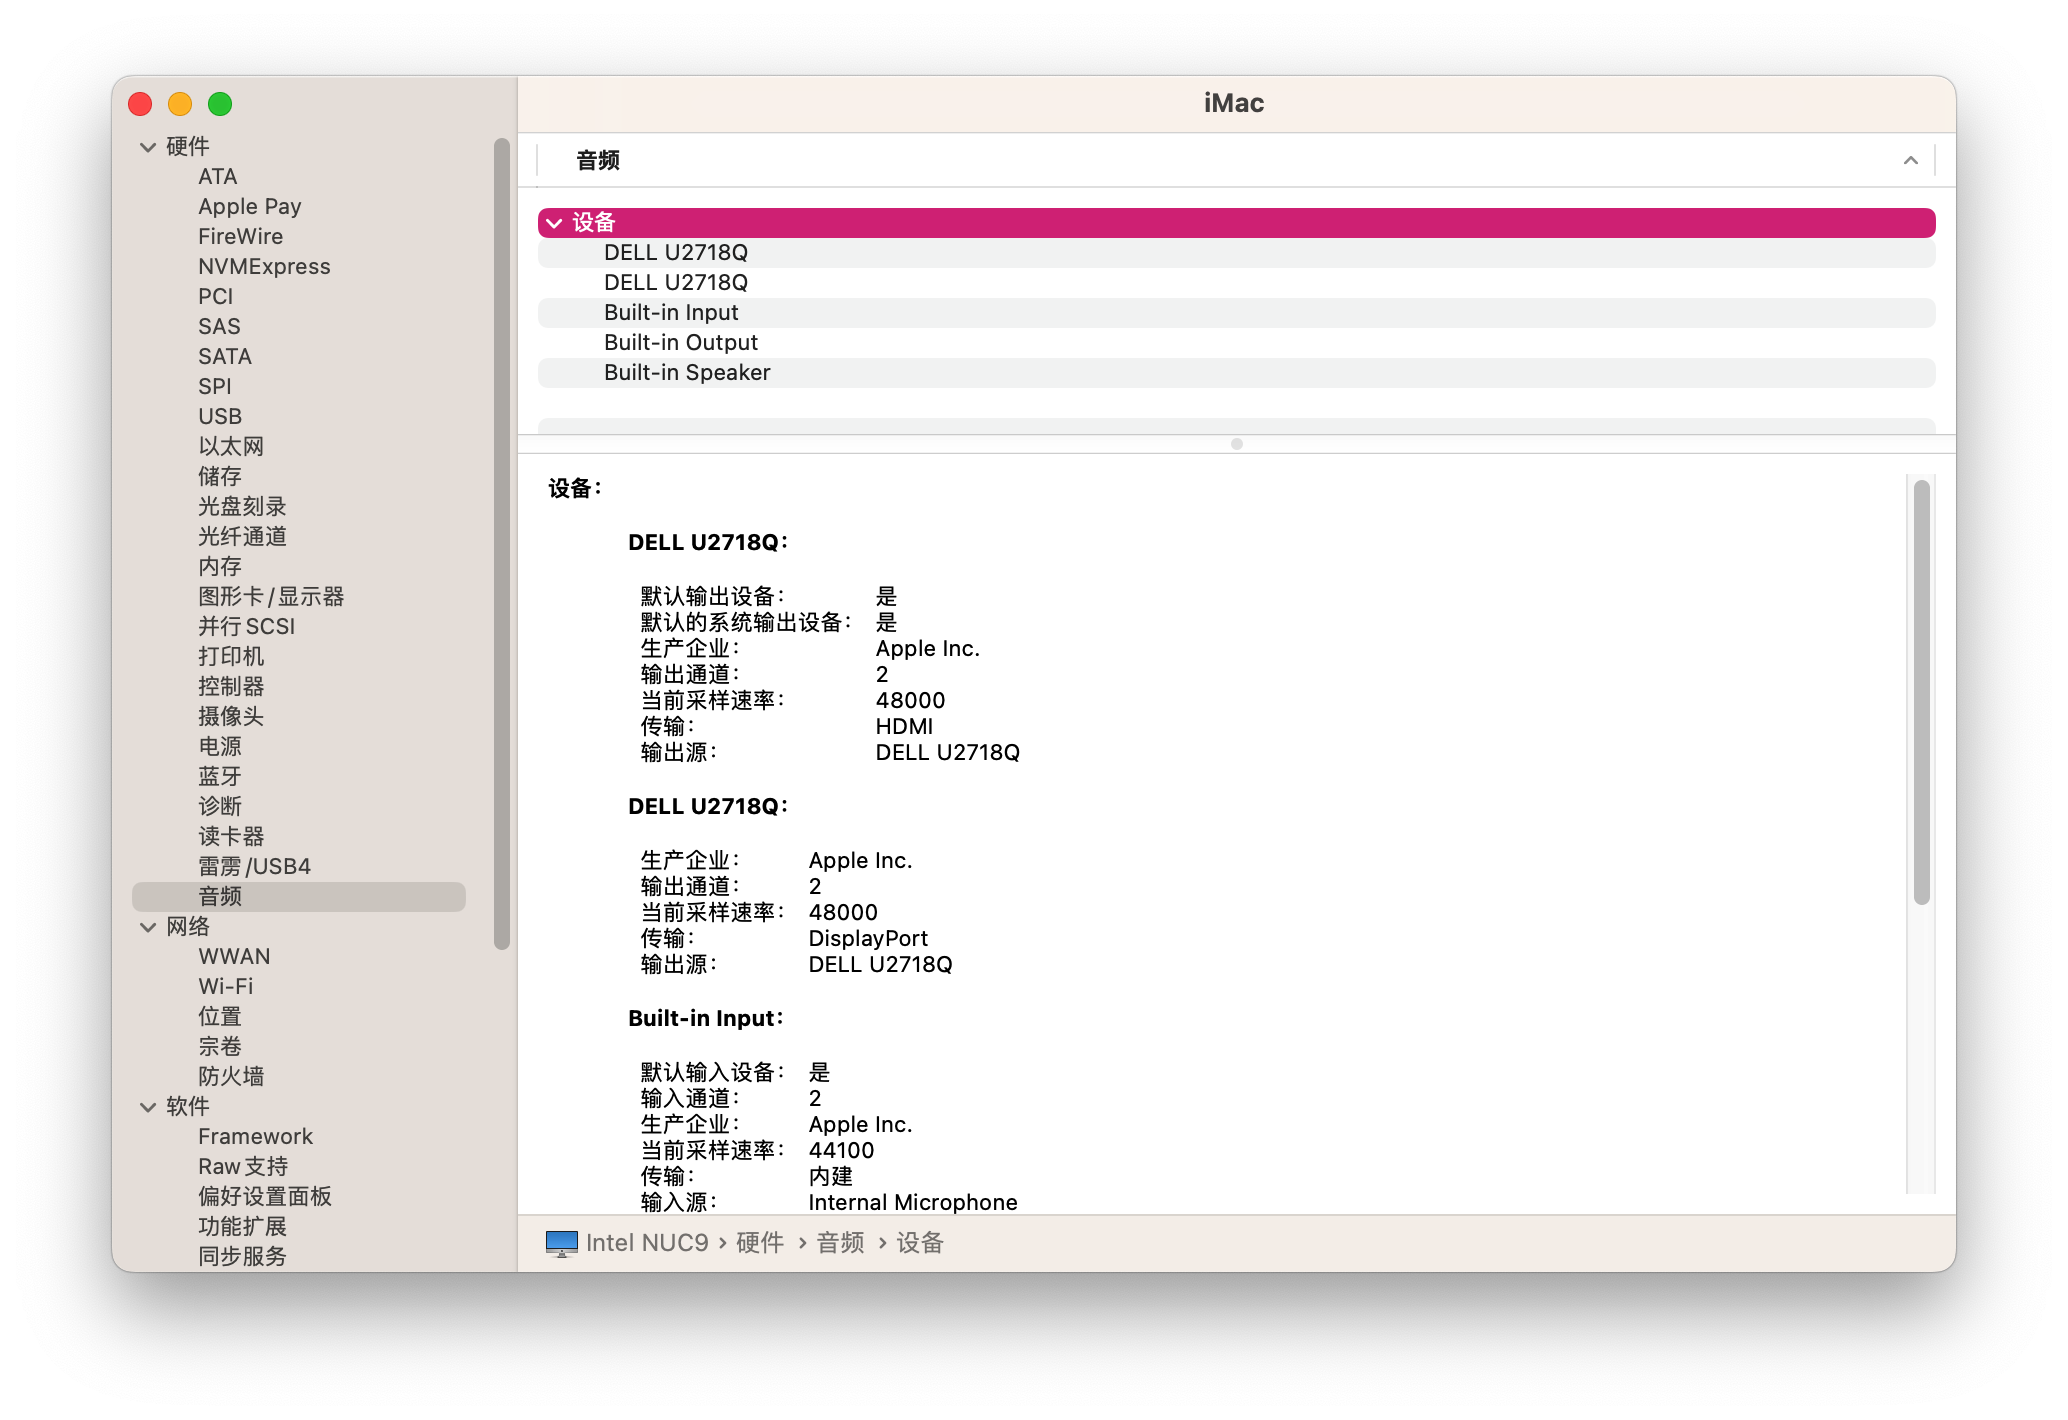 硬件
ATA
Apple Pay
FireWire
NVMExpress
PCI
SAS
SATA
SPI
USB
以太网
储存
光盘刻录
光纤通道
内存
图形卡/显示器
并行SCSI
打印机
控制器
摄像头
电源
蓝牙
诊断
读卡器
雷雳/USB4
音频
网络
WWAN
Wi-Fi
位置
宗卷
防火墙
软件
Framework
Raw支持
偏好设置面板
功能扩展
同步服务
iMac
音频
设备
DELL U2718Q
DELL U2718Q
Built-in Input
Built-in Output
Built-in Speaker
设备：
DELL U2718Q：
默认输出设备： 是
默认的系统输出设备： 是
生产企业： Apple Inc.
输出通道： 2
当前采样速率： 48000
传输： HDMI
输出源： DELL U2718Q
DELL U2718Q：
生产企业： Apple Inc.
输出通道： 2
当前采样速率： 48000
传输： DisplayPort
输出源： DELL U2718Q
Built-in Input：
默认输入设备： 是
输入通道： 2
生产企业： Apple Inc.
当前采样速率： 44100
传输： 内建
输入源： Internal Microphone
Intel NUC9 › 硬件 › 音频 › 设备